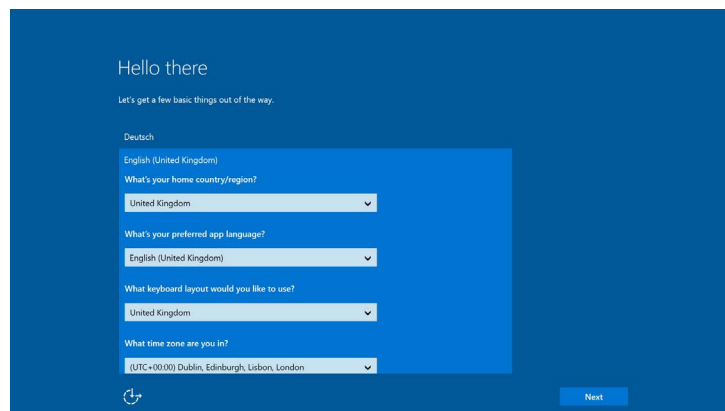 Hello there
Let's get a few basic things out of the way.
Deutsch
English (United Kingdom)
What's your home country/region?
United Kingdom
What's your preferred app language?
English (United Kingdom)
What keyboard layout would you like to use?
United Kingdom
What time zone are you in?
(UTC+00:00) Dublin, Edinburgh, Lisbon, London
Next